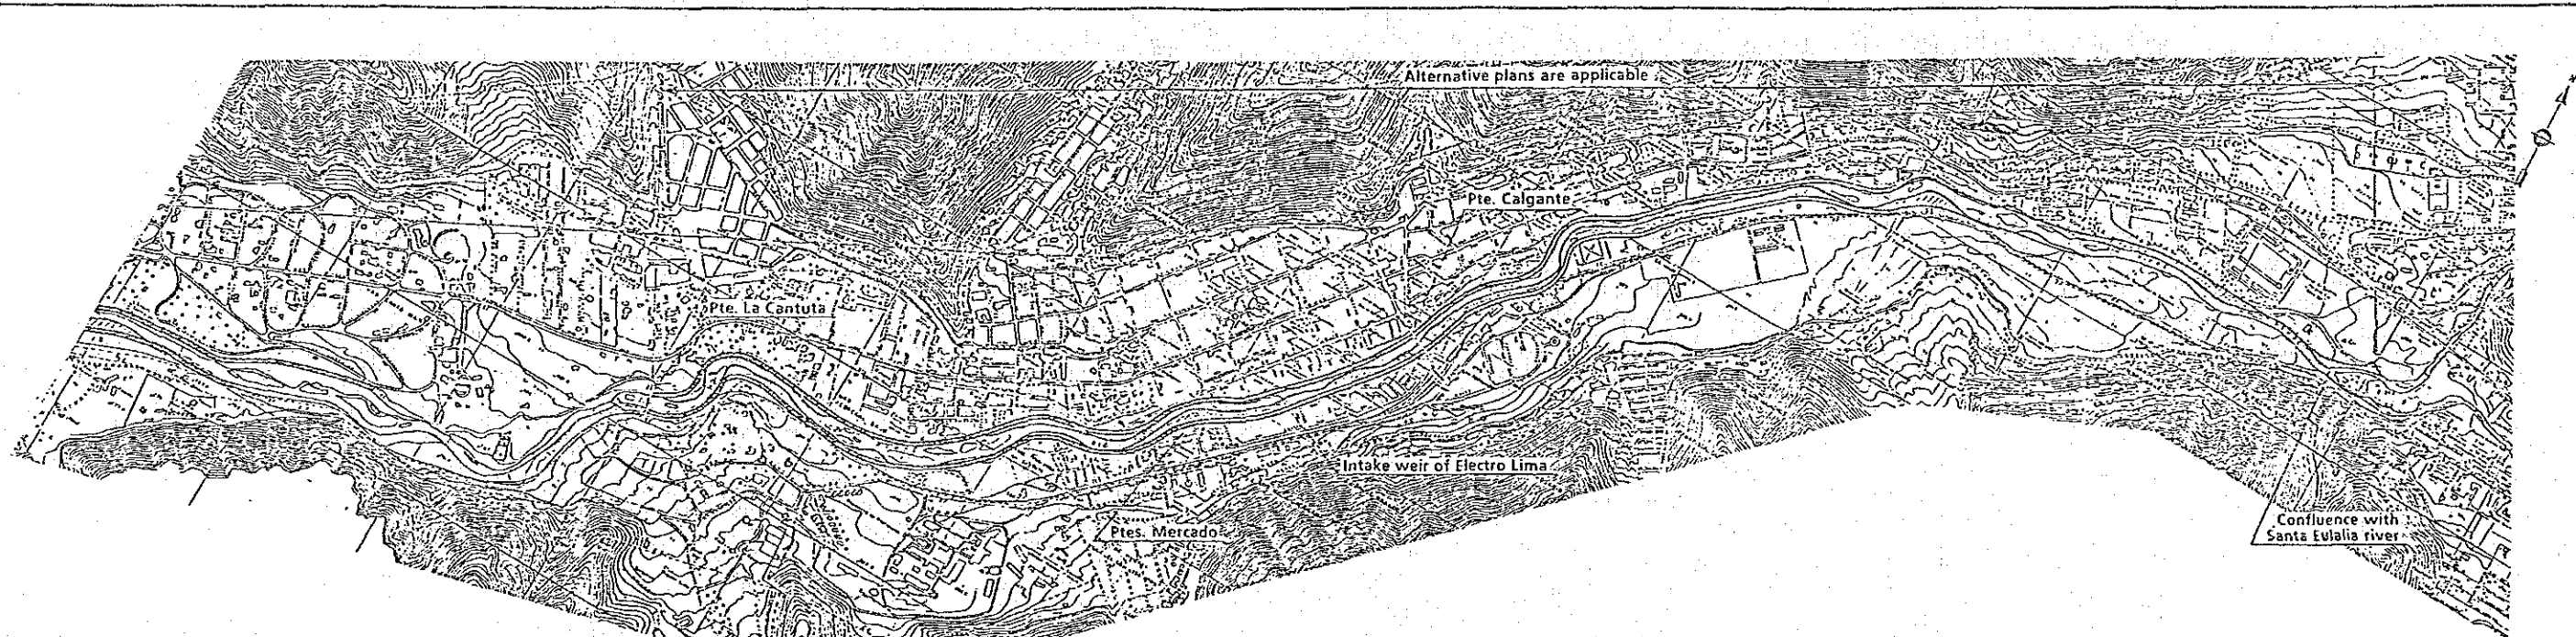 Alternative plans are applicable
Pte. Calgante
Pte. La Cantuta
Intake weir of Electro Lima
Ptes. Mercado
Confluence with
Santa Eulalia river